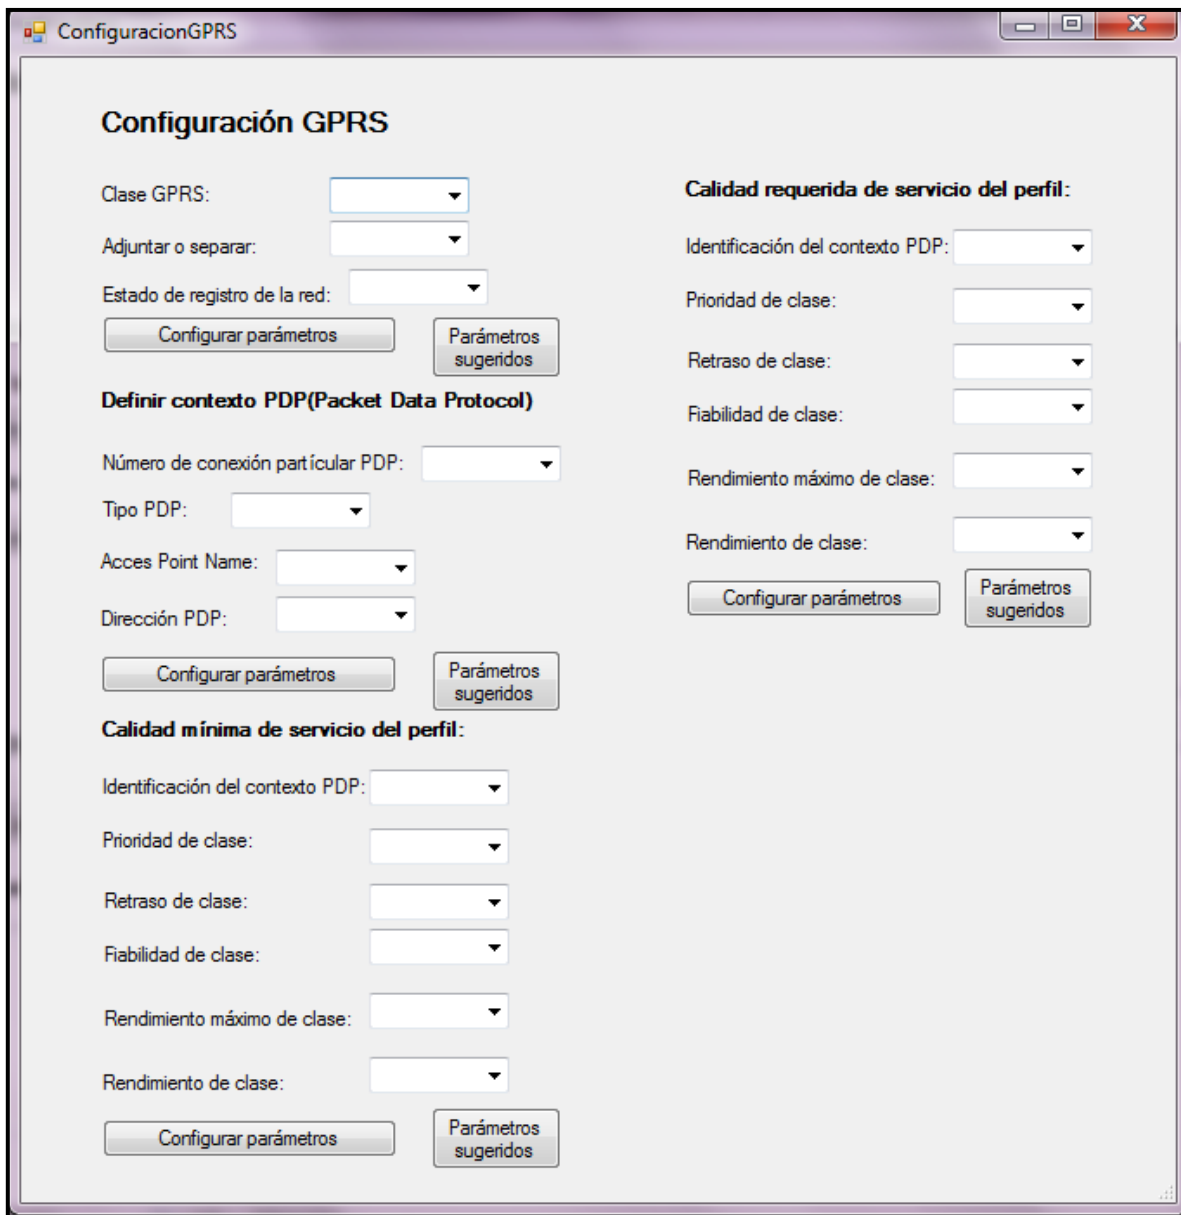 ConfiguracionGPRS
Configuración GPRS
Clase GPRS:
Adjuntar o separar:
Estado de registro de la red:
Configurar parámetros
Parámetros
sugeridos
Definir contexto PDP(Packet Data Protocol)
Número de conexión partícular PDP:
Tipo PDP:
Acces Point Name:
Dirección PDP:
Configurar parámetros
Parámetros
sugeridos
Calidad mínima de servicio del perfil:
Identificación del contexto PDP:
Prioridad de clase:
Retraso de clase:
Fiabilidad de clase:
Rendimiento máximo de clase:
Rendimiento de clase:
Configurar parámetros
Parámetros
sugeridos
Calidad requerida de servicio del perfil:
Identificación del contexto PDP:
Prioridad de clase:
Retraso de clase:
Fiabilidad de clase:
Rendimiento máximo de clase:
Rendimiento de clase:
Configurar parámetros
Parámetros
sugeridos